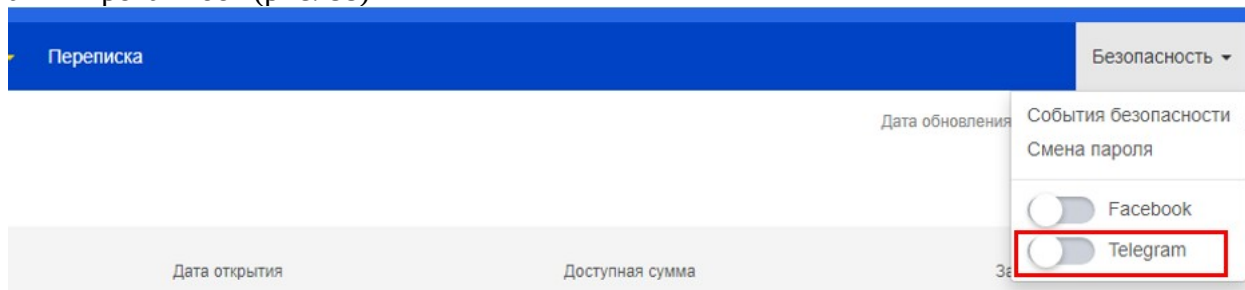 Переписка
Безопасность
Дата обновления
События безопасности
Смена пароля
Facebook
Telegram
Дата открытия
Доступная сумма